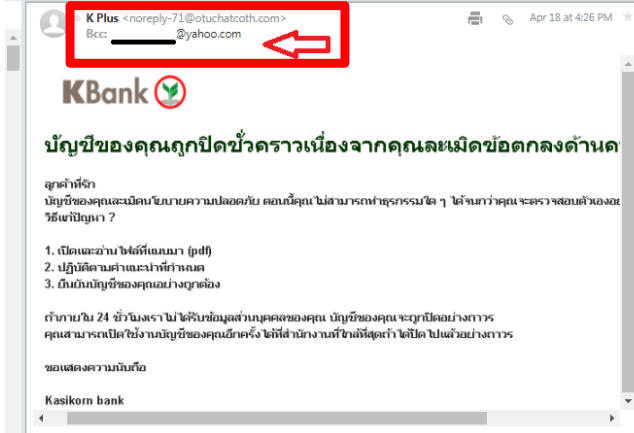 K Plus <noreply-71@otuchatcoth.com> Apr 18 at 4:26 PM
Bcc: @yahoo.com
KBank
บัญชีของคุณถูกปิดชั่วคราวเนื่องจากคุณละเมิดข้อตกลงด้านค
ลูกค้าที่รัก
บัญชีของคุณละเมิดนโยบายความปลอดภัย ตอนนี้คุณไม่สามารถทำธุรกรรมใด ๆ ได้จนกว่าคุณจะตรวจสอบตัวเองอย
วิธีแก้ปัญหา ?
1. เปิดและอ่านไฟล์ที่แนบมา (pdf)
2. ปฏิบัติตามคำแนะนำที่กำหนด
3. ยืนยันบัญชีของคุณอย่างถูกต้อง
ถ้าภายใน 24 ชั่วโมงเราไม่ได้รับข้อมูลส่วนบุคคลของคุณ บัญชีของคุณจะถูกปิดอย่างถาวร
คุณสามารถเปิดใช้งานบัญชีของคุณอีกครั้งได้ที่สำนักงานที่ใกล้ที่สุดถ้าได้ปิดไปแล้วอย่างถาวร
ขอแสดงความนับถือ
Kasikorn bank